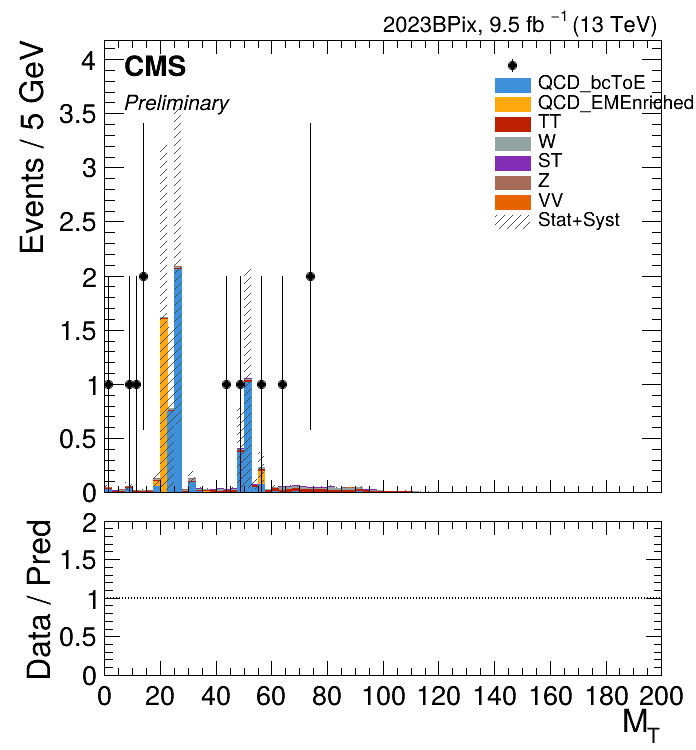 2023BPix, 9.5 fb⁻¹ (13 TeV)
CMS
Preliminary
QCD_bcToE
QCD_EMEnriched
TT
W
ST
Z
VV
Stat+Syst
Events / 5 GeV
4
3.5
3
2.5
2
1.5
1
0.5
0
Data / Pred
2
1.5
1
0.5
0
0 20 40 60 80 100 120 140 160 180 200
M_T